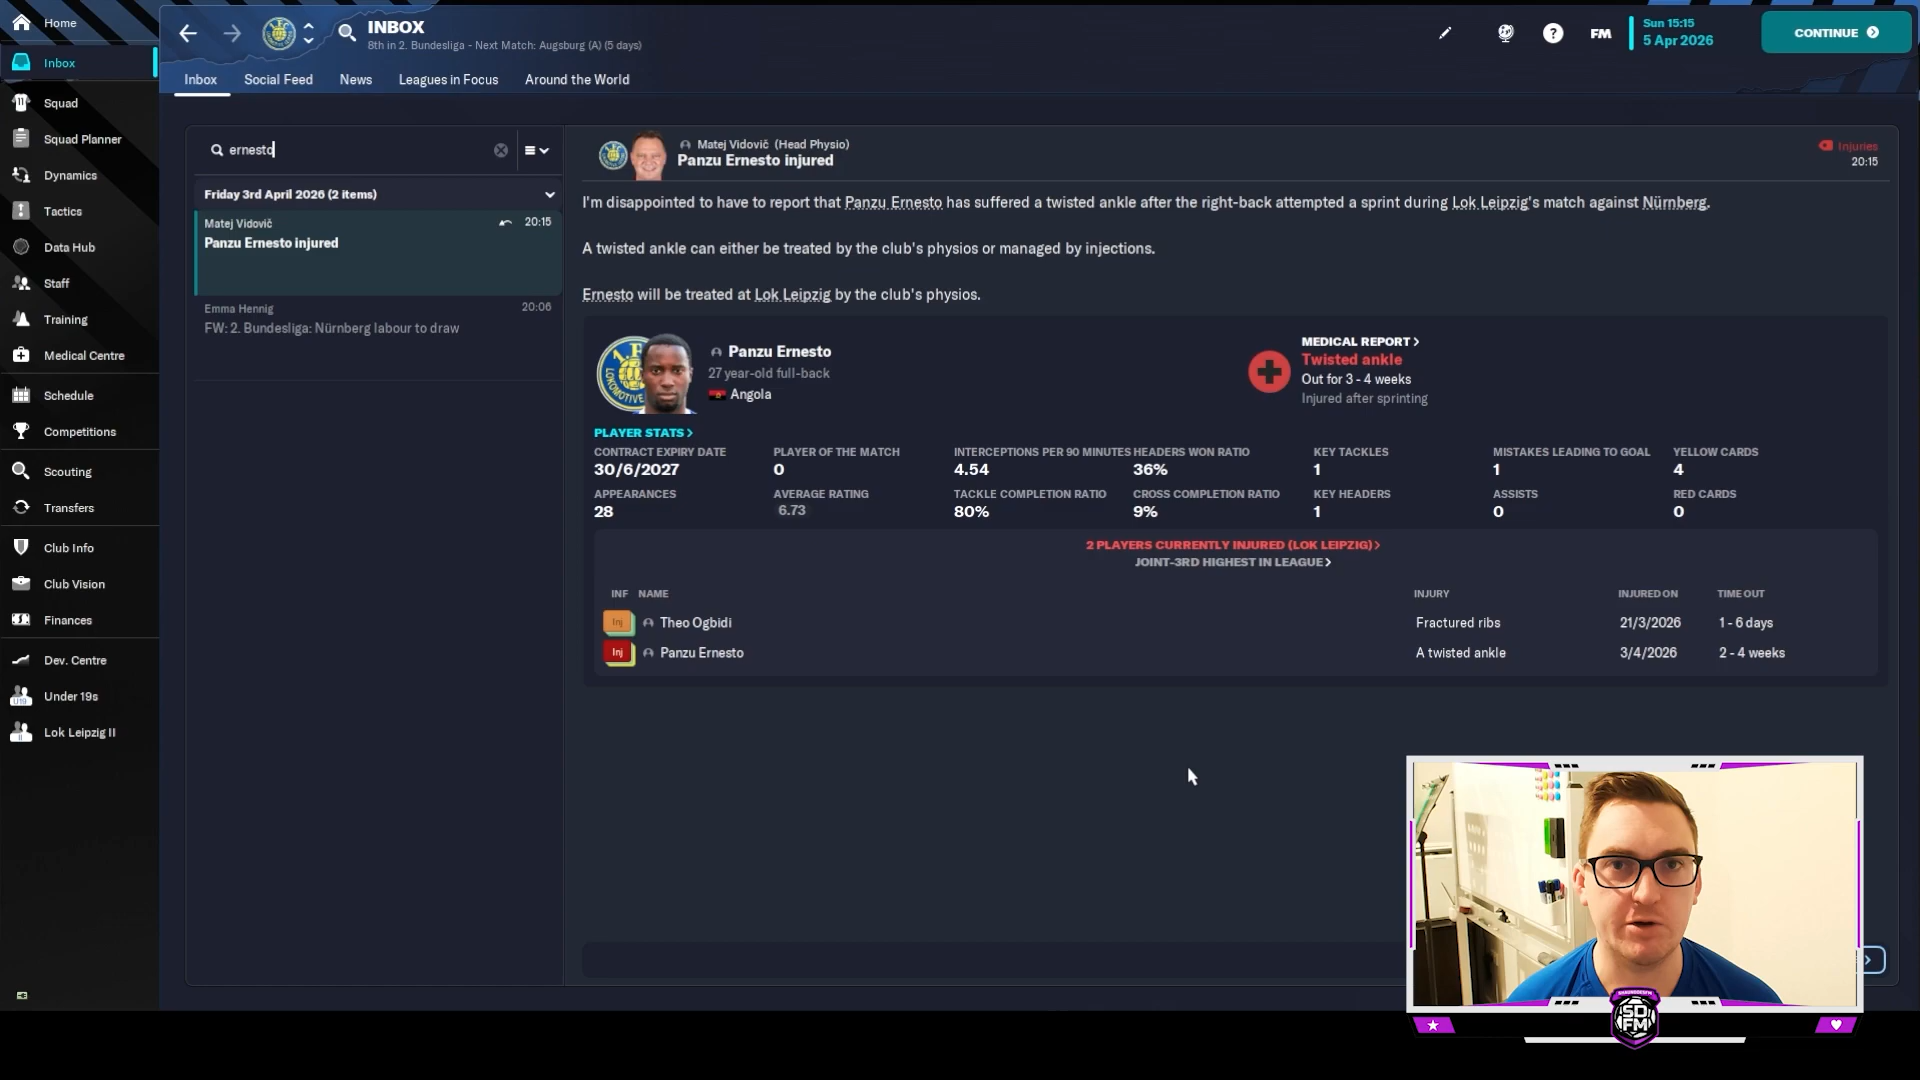 Home
Inbox
Squad
Squad Planner
Dynamics
Tactics
Data Hub
Staff
Training
Medical Centre
Schedule
Competitions
Scouting
Transfers
Club Info
Club Vision
Finances
Dev. Centre
Under 19s
Lok Leipzig II
INBOX
8th in 2. Bundesliga - Next Match: Augsburg (A) (5 days)
FM
Sun 15:15
5 Apr 2026
CONTINUE
Inbox Social Feed News Leagues in Focus Around the World
ernesto
Friday 3rd April 2026 (2 items)
Matej Vidovič 20:15
Panzu Ernesto injured
Emma Hennig 20:06
FW: 2. Bundesliga: Nürnberg labour to draw
Matej Vidovič (Head Physio)
Panzu Ernesto injured
Injuries
20:15
I'm disappointed to have to report that Panzu Ernesto has suffered a twisted ankle after the right-back attempted a sprint during Lok Leipzig's match against Nürnberg.
A twisted ankle can either be treated by the club's physios or managed by injections.
Ernesto will be treated at Lok Leipzig by the club's physios.
Panzu Ernesto
27 year-old full-back
Angola
MEDICAL REPORT >
Twisted ankle
Out for 3 - 4 weeks
Injured after sprinting
PLAYER STATS >
CONTRACT EXPIRY DATE PLAYER OF THE MATCH INTERCEPTIONS PER 90 MINUTES HEADERS WON RATIO KEY TACKLES MISTAKES LEADING TO GOAL YELLOW CARDS
30/6/2027 0 4.54 36% 1 1 4
APPEARANCES AVERAGE RATING TACKLE COMPLETION RATIO CROSS COMPLETION RATIO KEY HEADERS ASSISTS RED CARDS
28 6.73 80% 9% 1 0 0
2 PLAYERS CURRENTLY INJURED (LOK LEIPZIG) >
JOINT-3RD HIGHEST IN LEAGUE >
INF NAME INJURY INJURED ON TIME OUT
Inj Theo Ogbidi Fractured ribs 21/3/2026 1 - 6 days
Inj Panzu Ernesto A twisted ankle 3/4/2026 2 - 4 weeks
SD
FM